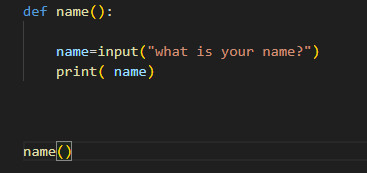 def name():
name=input("what is your name?")
print( name)
name()